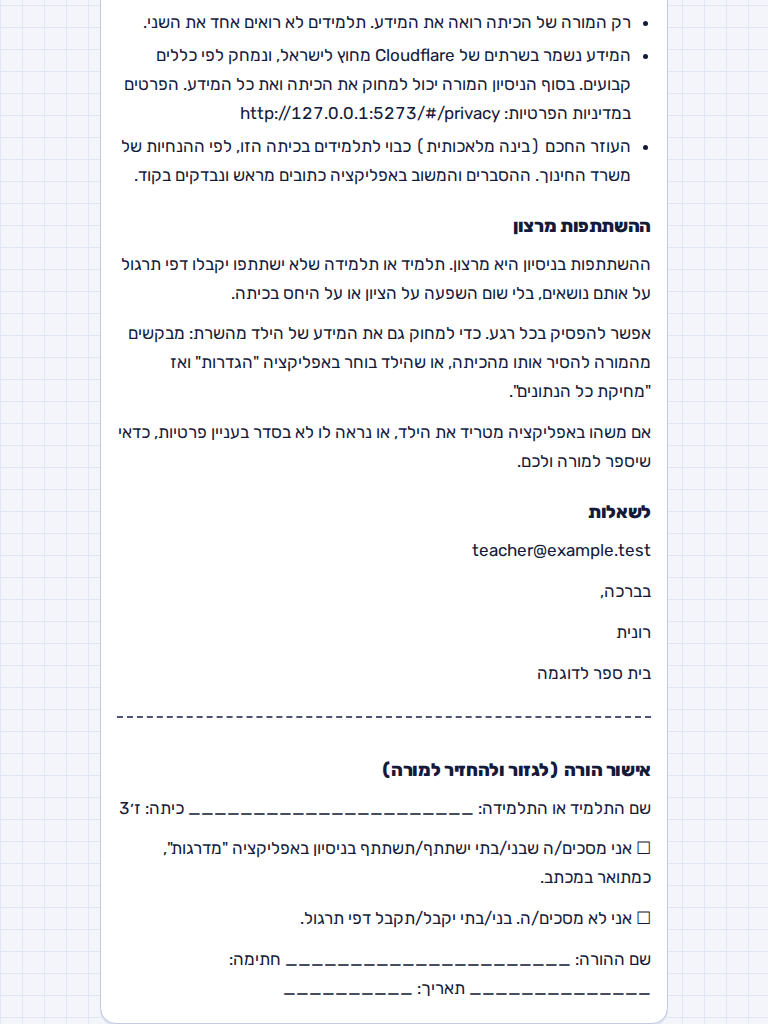 • רק המורה של הכיתה רואה את המידע. תלמידים לא רואים אחד את השני.
• המידע נשמר בשרתים של Cloudflare מחוץ לישראל, ונמחק לפי כללים
קבועים. בסוף הניסיון המורה יכול למחוק את הכיתה ואת כל המידע. הפרטים
במדיניות הפרטיות: http://127.0.0.1:5273/#/privacy
• העוזר החכם (בינה מלאכותית) כבוי לתלמידים בכיתה הזו, לפי ההנחיות של
משרד החינוך. ההסברים והמשוב באפליקציה כתובים מראש ונבדקים בקוד.
ההשתתפות מרצון
ההשתתפות בניסיון היא מרצון. תלמיד או תלמידה שלא ישתתפו יקבלו דפי תרגול
על אותם נושאים, בלי שום השפעה על הציון או על היחס בכיתה.
אפשר להפסיק בכל רגע. כדי למחוק גם את המידע של הילד מהשרת: מבקשים
מהמורה להסיר אותו מהכיתה, או שהילד בוחר באפליקציה "הגדרות" ואז
"מחיקת כל הנתונים".
אם משהו באפליקציה מטריד את הילד, או נראה לו לא בסדר בעניין פרטיות, כדאי
שיספר למורה ולכם.
לשאלות
teacher@example.test
בברכה,
רונית
בית ספר לדוגמה
אישור הורה (לגזור ולהחזיר למורה)
שם התלמיד או התלמידה: ______________________ כיתה: ז׳3
☐ אני מסכים/ה שבני/בתי ישתתף/תשתתף בניסיון באפליקציה "מדרגות",
כמתואר במכתב.
☐ אני לא מסכים/ה. בני/בתי יקבל/תקבל דפי תרגול.
שם ההורה: ______________________ חתימה:
______________ תאריך: __________